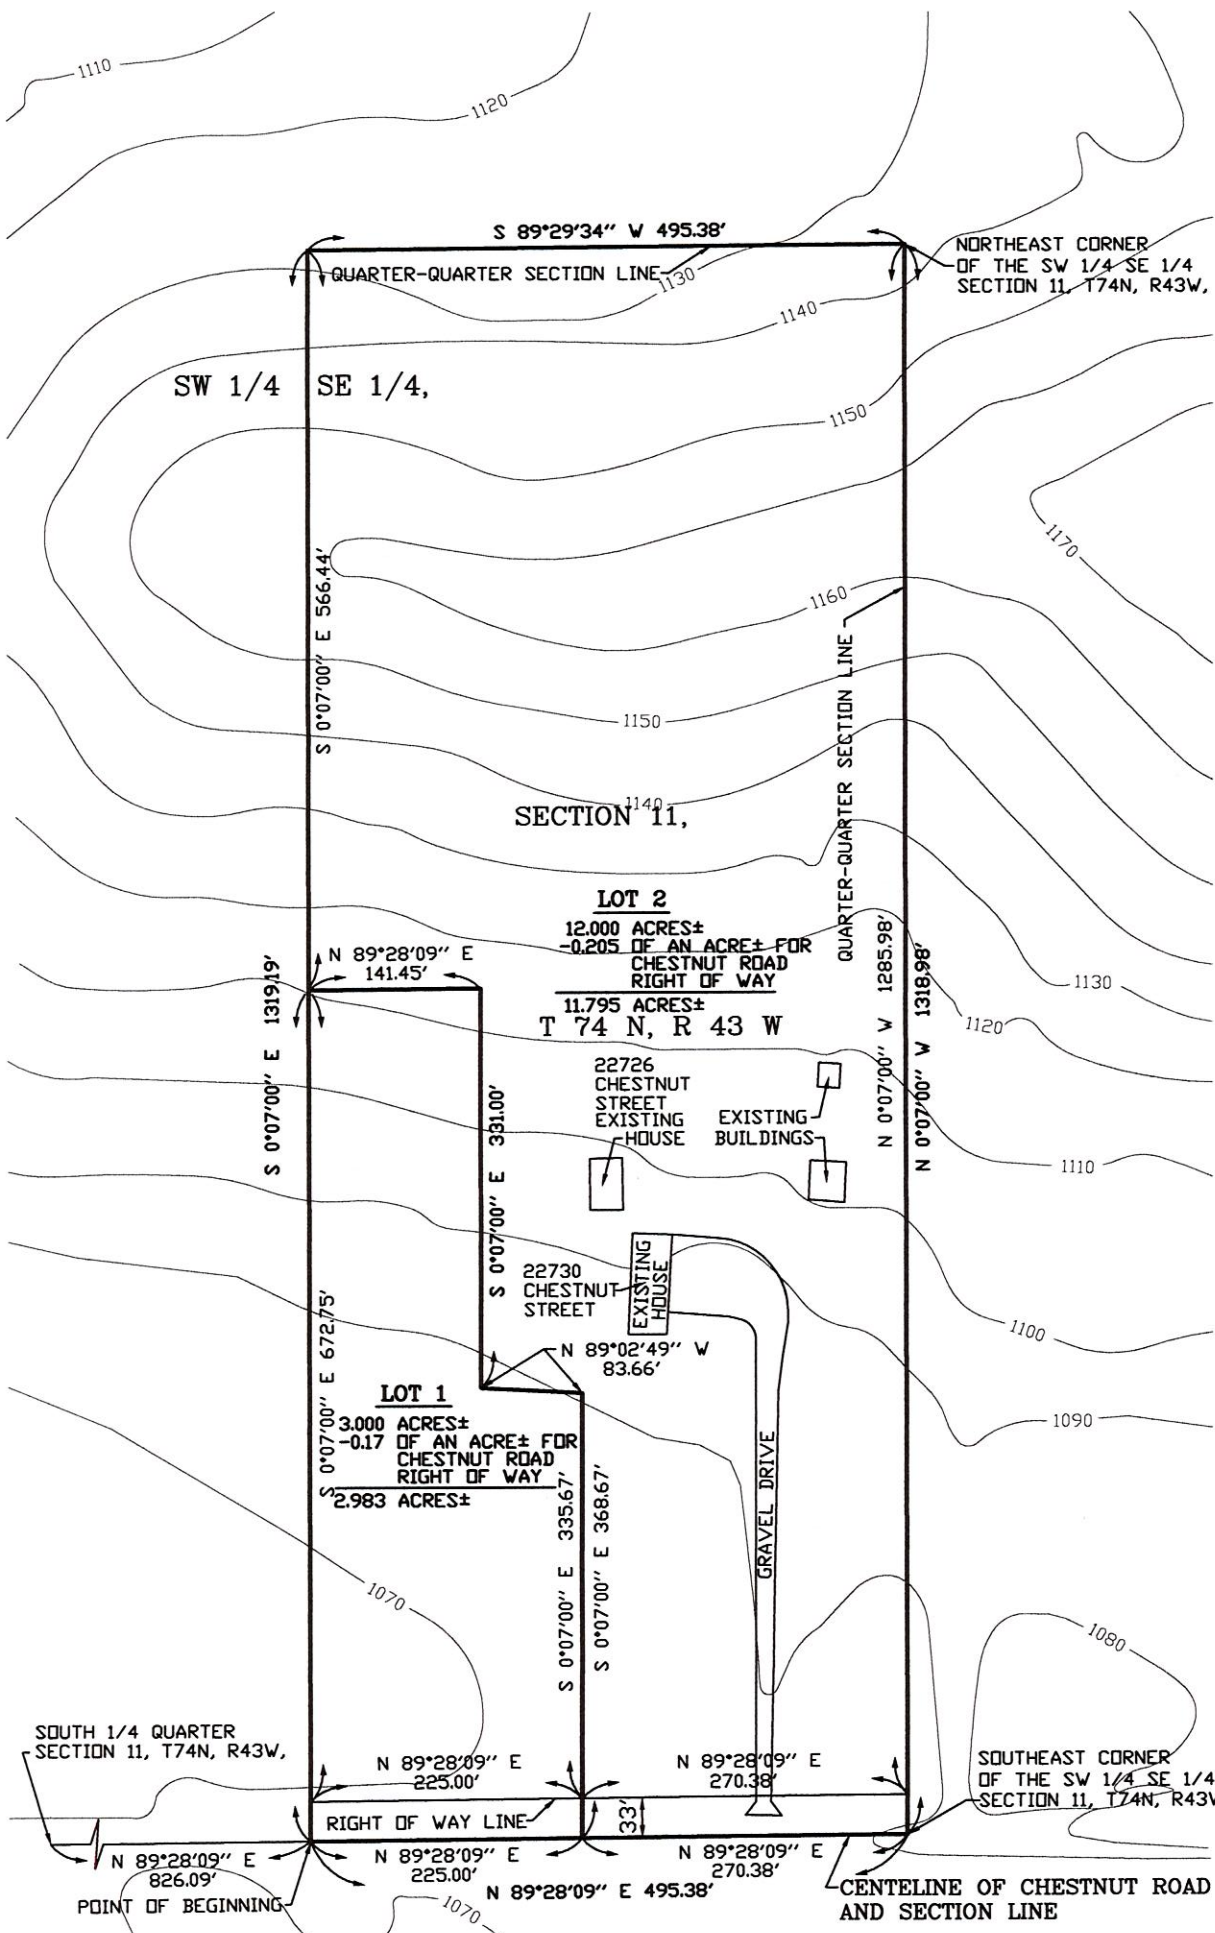 1110
1120
S 89°29'34" W 495.38'
NORTHEAST CORNER
OF THE SW 1/4 SE 1/4
SECTION 11, T74N, R43W,
QUARTER-QUARTER SECTION LINE
1130
1140
SW 1/4 SE 1/4,
1150
1170
S 0°07'00" E 566.44'
1160
QUARTER-QUARTER SECTION LINE
1150
1140
SECTION 11,
LOT 2
12.000 ACRES±
-0.205 OF AN ACRE± FOR
CHESTNUT ROAD
RIGHT OF WAY
11.795 ACRES±
T 74 N, R 43 W
N 89°28'09" E
141.45'
S 0°07'00" E 1319.19'
N 0°07'00" W 1285.98'
N 0°07'00" W 1318.98'
1130
1120
22726
CHESTNUT
STREET
EXISTING
HOUSE
EXISTING
BUILDINGS
S 0°07'00" E 331.00'
1110
22730
CHESTNUT
STREET
EXISTING
HOUSE
1100
N 89°02'49" W
83.66'
S 0°07'00" E 672.75'
LOT 1
3.000 ACRES±
-0.17 OF AN ACRE± FOR
CHESTNUT ROAD
RIGHT OF WAY
2.983 ACRES±
1090
GRAVEL DRIVE
S 0°07'00" E 335.67'
S 0°07'00" E 368.67'
1070
1080
SOUTH 1/4 QUARTER
SECTION 11, T74N, R43W,
N 89°28'09" E
225.00'
N 89°28'09" E
270.38'
SOUTHEAST CORNER
OF THE SW 1/4 SE 1/4
SECTION 11, T74N, R43W
RIGHT OF WAY LINE
33'
N 89°28'09" E
826.09'
N 89°28'09" E
225.00'
N 89°28'09" E
270.38'
POINT OF BEGINNING
N 89°28'09" E 495.38'
1070
CENTELINE OF CHESTNUT ROAD
AND SECTION LINE